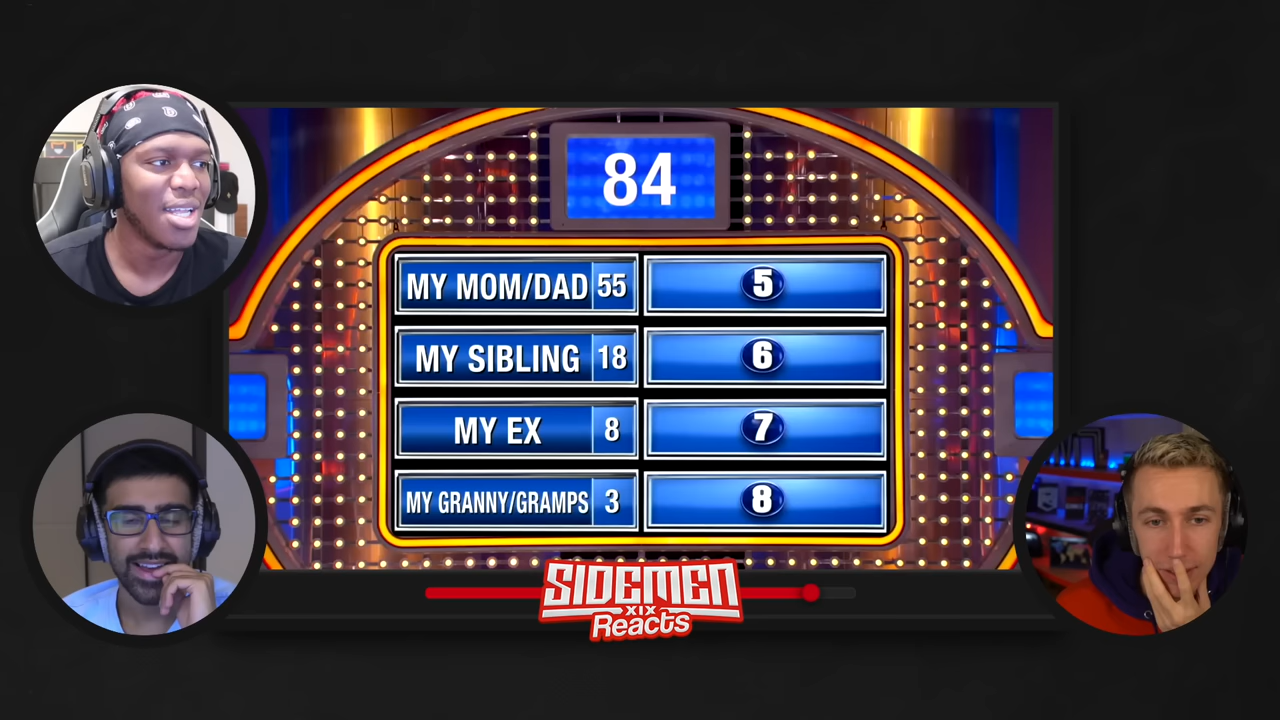 84
MY MOM/DAD 55
5
MY SIBLING 18
6
MY EX 8
7
MY GRANNY/GRAMPS 3
8
SIDEMEN
XIX
Reacts